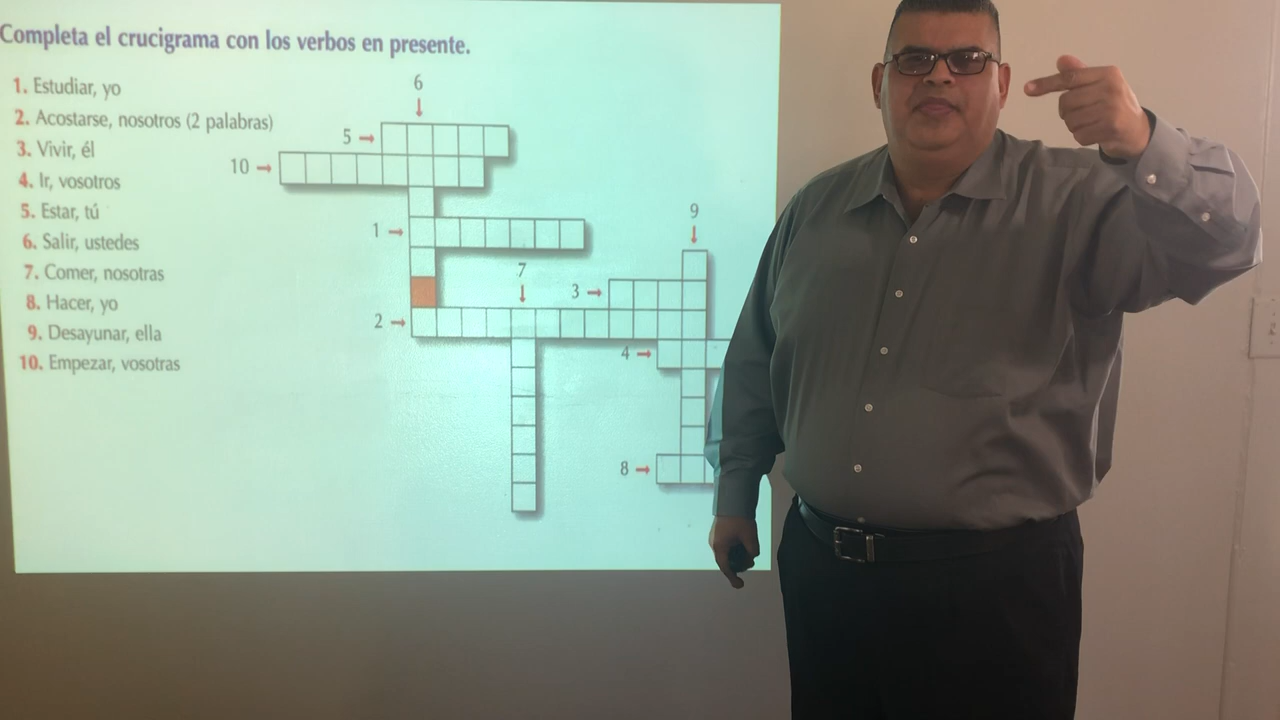 Completa el crucigrama con los verbos en presente.
1. Estudiar, yo
2. Acostarse, nosotros (2 palabras)
3. Vivir, él
4. Ir, vosotros
5. Estar, tú
6. Salir, ustedes
7. Comer, nosotras
8. Hacer, yo
9. Desayunar, ella
10. Empezar, vosotras
6
5
10
9
1
7
3
2
4
8